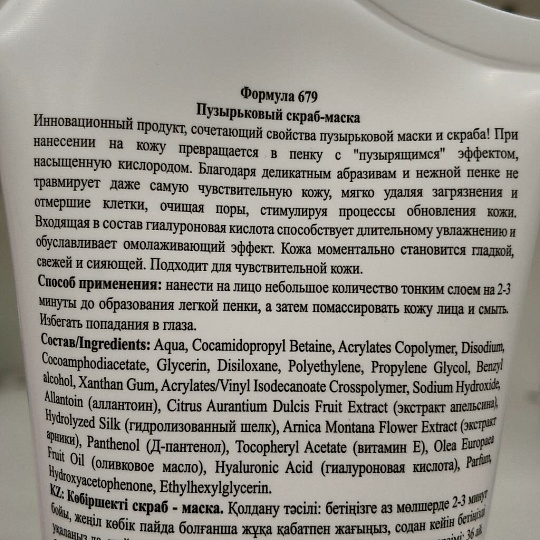 Формула 679
Пузырьковый скраб-маска
Инновационный продукт, сочетающий свойства пузырьковой маски и скраба! При
нанесении на кожу превращается в пенку с "пузырящимся" эффектом,
насыщенную кислородом. Благодаря деликатным абразивам и нежной пенке не
травмирует даже самую чувствительную кожу, мягко удаляя загрязнения и
отмершие клетки, очищая поры, стимулируя процессы обновления кожи.
Входящая в состав гиалуроновая кислота способствует длительному увлажнению и
обуславливает омолаживающий эффект. Кожа моментально становится гладкой,
свежей и сияющей. Подходит для чувствительной кожи.
Способ применения: нанести на лицо небольшое количество тонким слоем на 2-3
минуты до образования легкой пенки, а затем помассировать кожу лица и смыть.
Избегать попадания в глаза.
Состав/Ingredients: Aqua, Cocamidopropyl Betaine, Acrylates Copolymer, Disodium,
Cocoamphodiacetate, Glycerin, Disiloxane, Polyethylene, Propylene Glycol, Benzyl
alcohol, Xanthan Gum, Acrylates/Vinyl Isodecanoate Crosspolymer, Sodium Hydroxide,
Allantoin (аллантоин), Citrus Aurantium Dulcis Fruit Extract (экстракт апельсина),
Hydrolyzed Silk (гидролизованный шелк), Arnica Montana Flower Extract (экстракт
арники), Panthenol (Д-пантенол), Tocopheryl Acetate (витамин Е), Olea Europaea
Fruit Oil (оливковое масло), Hyaluronic Acid (гиалуроновая кислота), Parfum,
Hydroxyacetophenone, Ethylhexylglycerin.
KZ: Көбіршекті скраб - маска. Қолдану тәсілі: бетіңізге аз мөлшерде 2-3 минут
бойы, жеңіл көбік пайда болғанша жұқа қабатпен жағыңыз, содан кейін бетіңізді